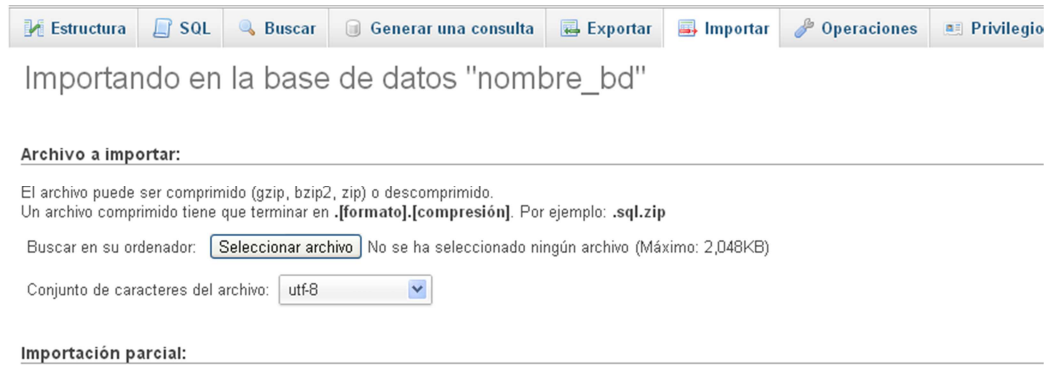 Estructura SQL Buscar Generar una consulta Exportar Importar Operaciones Privilegio
Importando en la base de datos "nombre_bd"
Archivo a importar:
El archivo puede ser comprimido (gzip, bzip2, zip) o descomprimido.
Un archivo comprimido tiene que terminar en .[formato].[compresión]. Por ejemplo: .sql.zip
Buscar en su ordenador: Seleccionar archivo No se ha seleccionado ningún archivo (Máximo: 2,048KB)
Conjunto de caracteres del archivo: utf-8
Importación parcial: